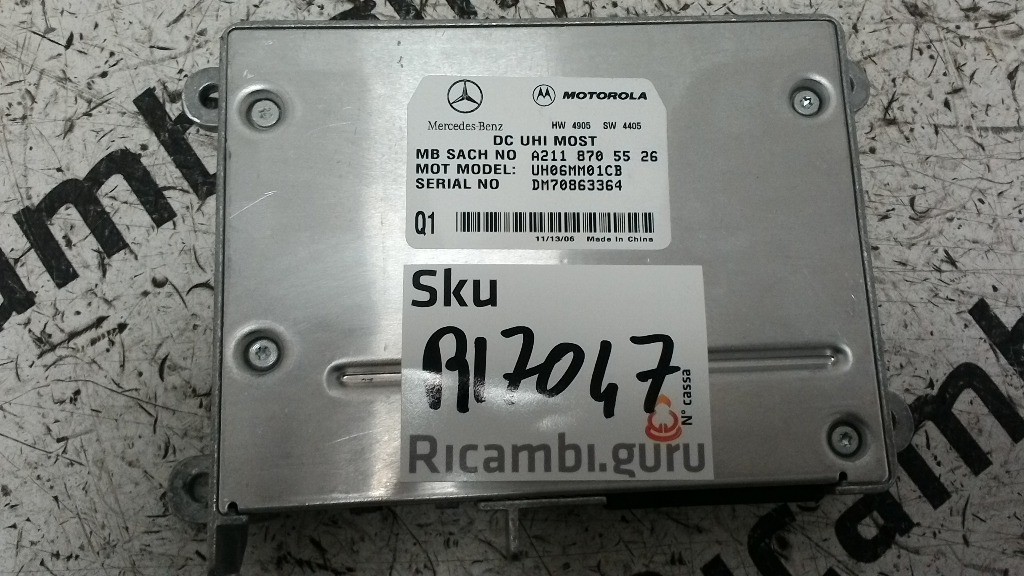 MOTOROLA
Mercedes-Benz HW 4905 SW 4405
DC UHI MOST
MB SACH NO A211 870 55 26
MOT MODEL: UH06MM01CB
SERIAL NO DM70863364
Q1
11/13/06 Made in China
Sku
A17047
N° cassa
Ricambi.guru